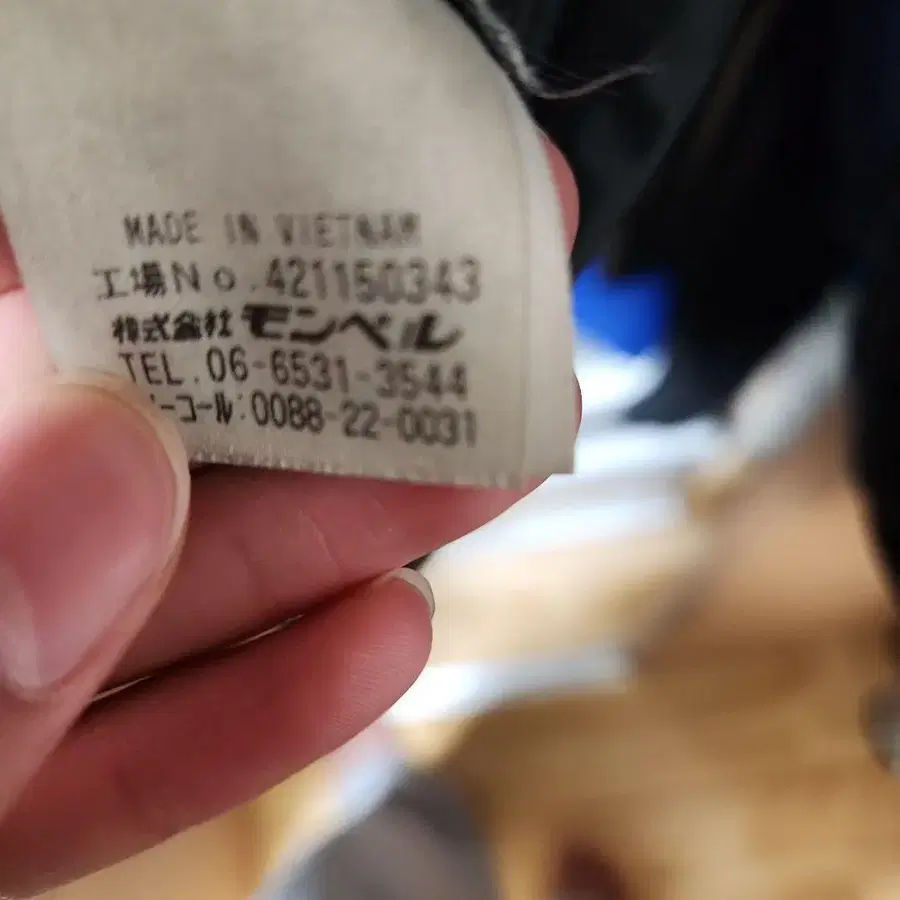 MADE IN VIETNAM
工場No.421150343
株式会社モンベル
TEL.06-6531-3544
ーコール:0088-22-0031